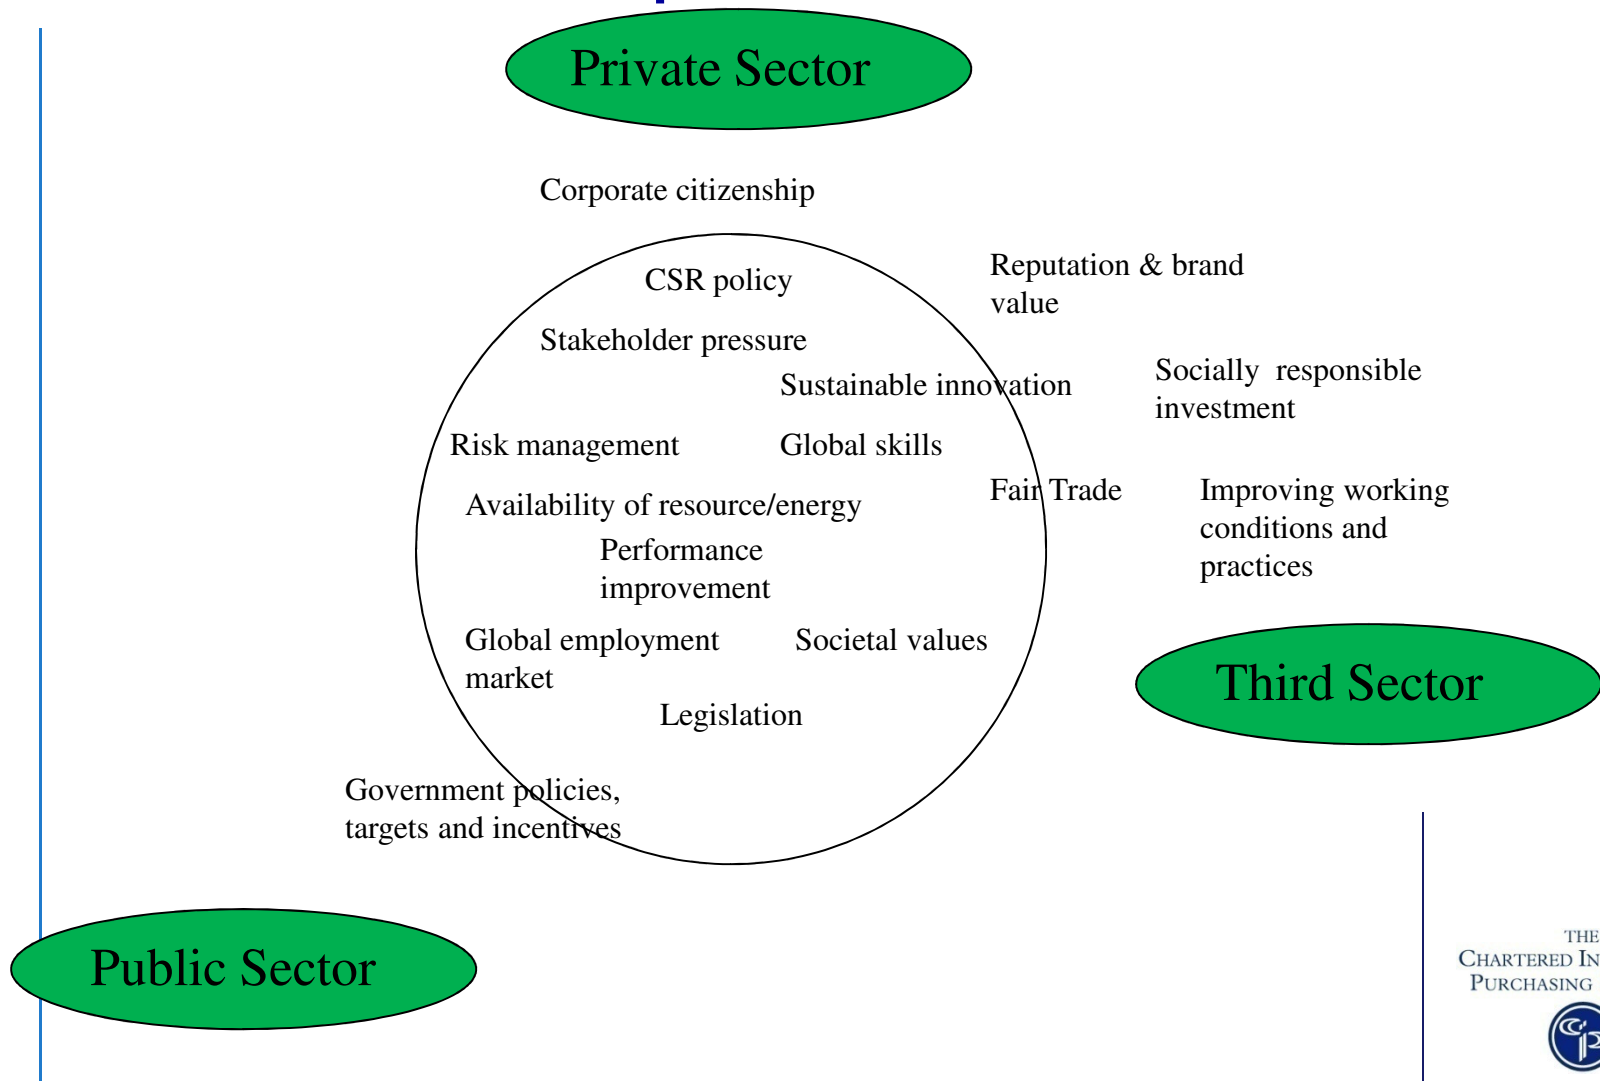 Private Sector
Corporate citizenship
CSR policy
Reputation & brand
value
Stakeholder pressure
Sustainable innovation
Socially responsible
investment
Risk management
Global skills
Availability of resource/energy
Fair Trade
Improving working
conditions and
practices
Performance
improvement
Global employment
market
Societal values
Legislation
Third Sector
Government policies,
targets and incentives
Public Sector
THE
CHARTERED IN
PURCHASING